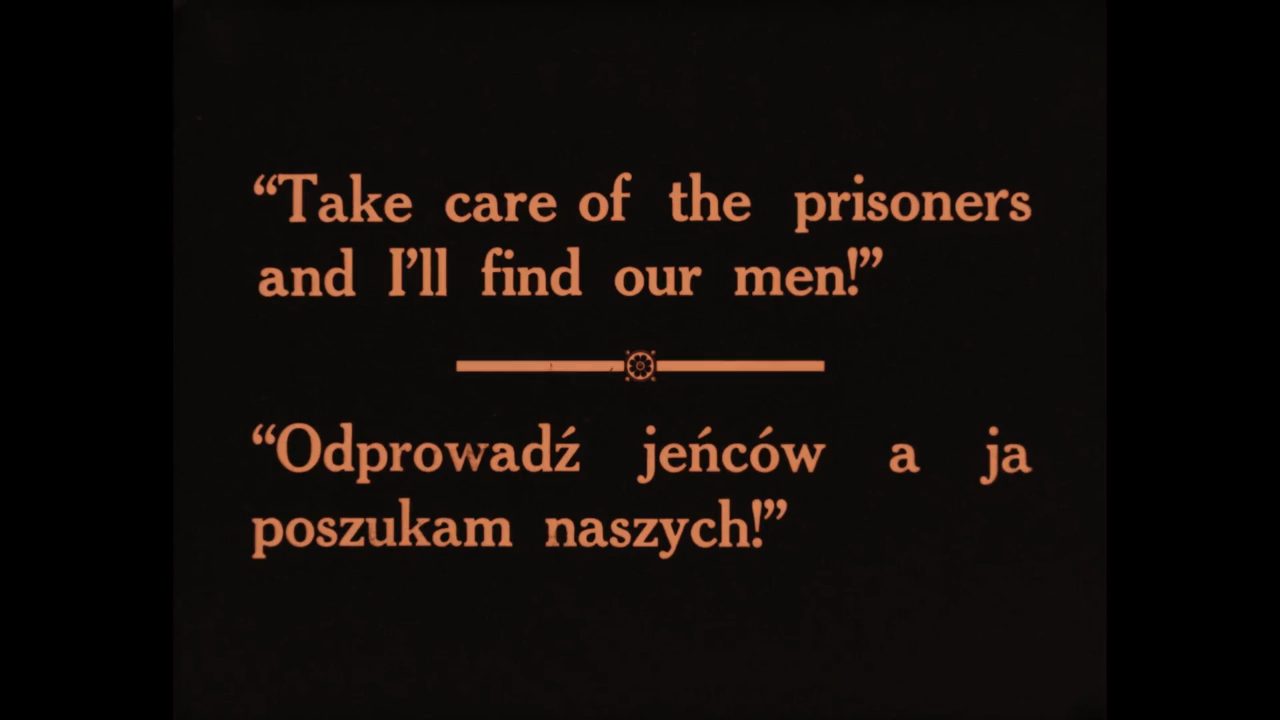 “Take care of the prisoners
and I’ll find our men!”
“Odprowadź jeńców a ja
poszukam naszych!”